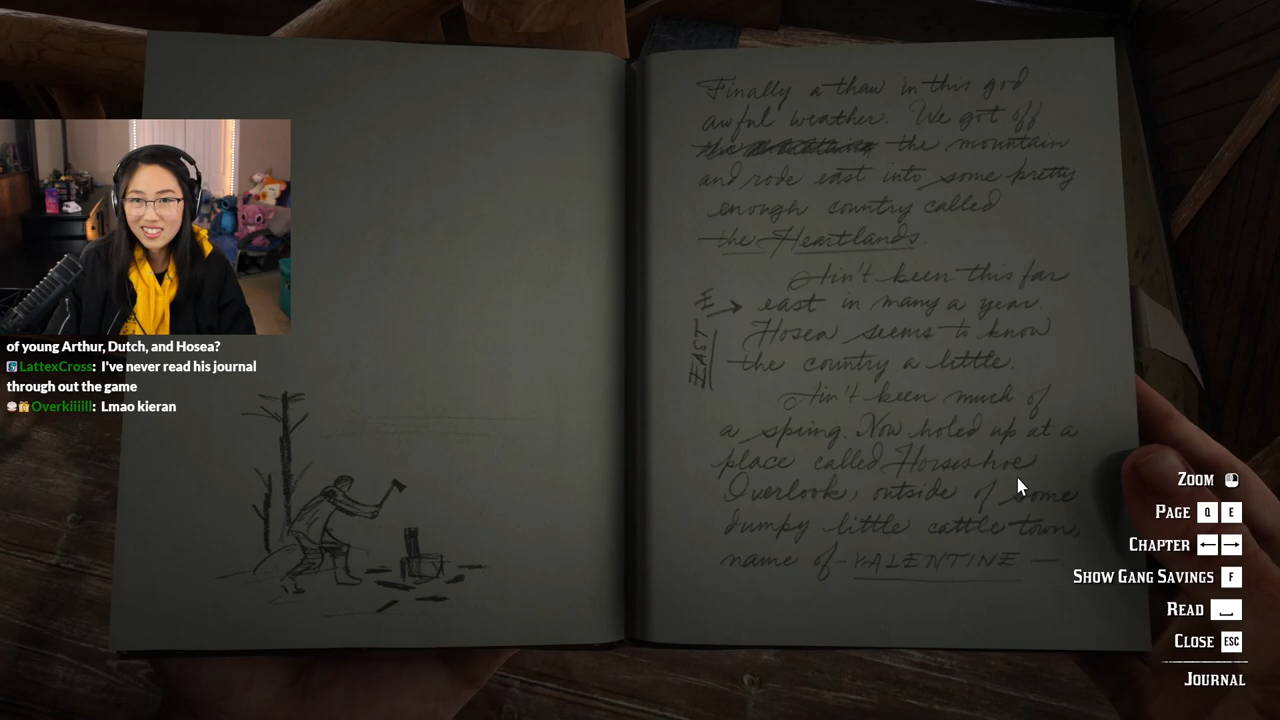 Finally a thaw in this god
awful weather. We got off
the mountain
and rode east into some pretty
enough country called
the Heartlands.
Ain't been this far
east in many a year.
Hosea seems to know
the country a little.
EAST E →
Ain't been much of
a spring. Now holed up at a
place called Horseshoe
Overlook, outside of some
dumpy little cattle town,
name of - VALENTINE -
of young Arthur, Dutch, and Hosea?
LattexCross: I've never read his journal
through out the game
Overkiiiill: Lmao kieran
ZOOM
PAGE Q E
CHAPTER ← →
SHOW GANG SAVINGS F
READ
CLOSE ESC
JOURNAL